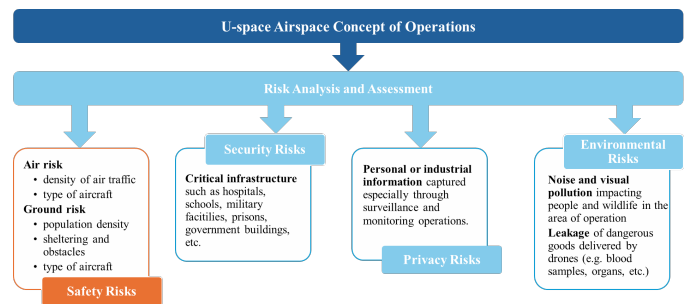 U-space Airspace Concept of Operations
Risk Analysis and Assessment
Air risk
• density of air traffic
• type of aircraft
Ground risk
• population density
• sheltering and
obstacles
• type of aircraft
Safety Risks
Security Risks
Critical infrastructure
such as hospitals,
schools, military
facitilies, prisons,
government buildings,
etc.
Personal or industrial
information captured
especially through
surveillance and
monitoring operations.
Privacy Risks
Environmental
Risks
Noise and visual
pollution impacting
people and wildlife in the
area of operation
Leakage of dangerous
goods delivered by
drones (e.g. blood
samples, organs, etc.)